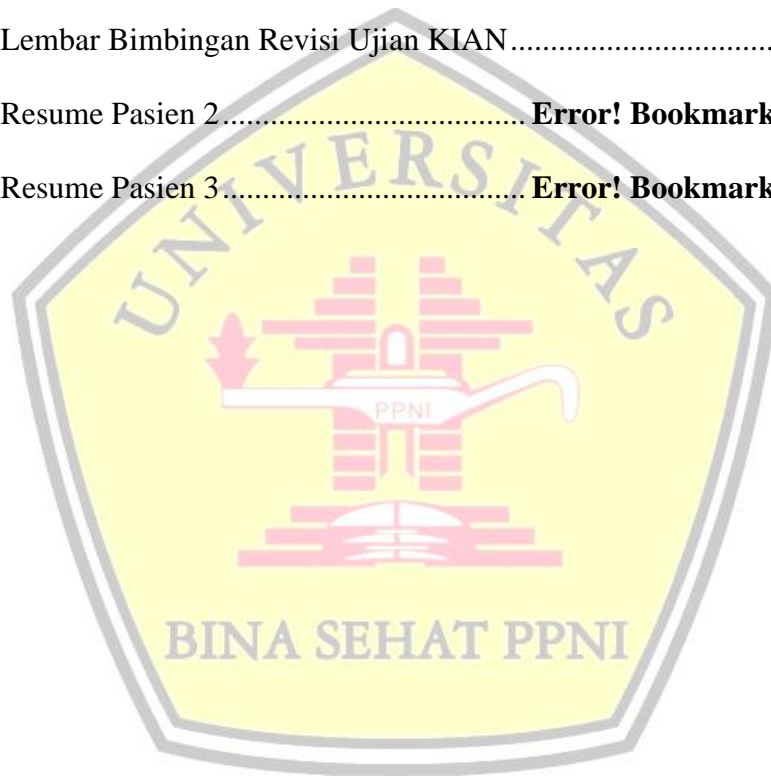 Lembar Bimbingan Revisi Ujian KIAN.................................
Resume Pasien 2...................................... Error! Bookmark
Resume Pasien 3...................................... Error! Bookmark
UNIVERSITAS
PPNI
BINA SEHAT PPNI